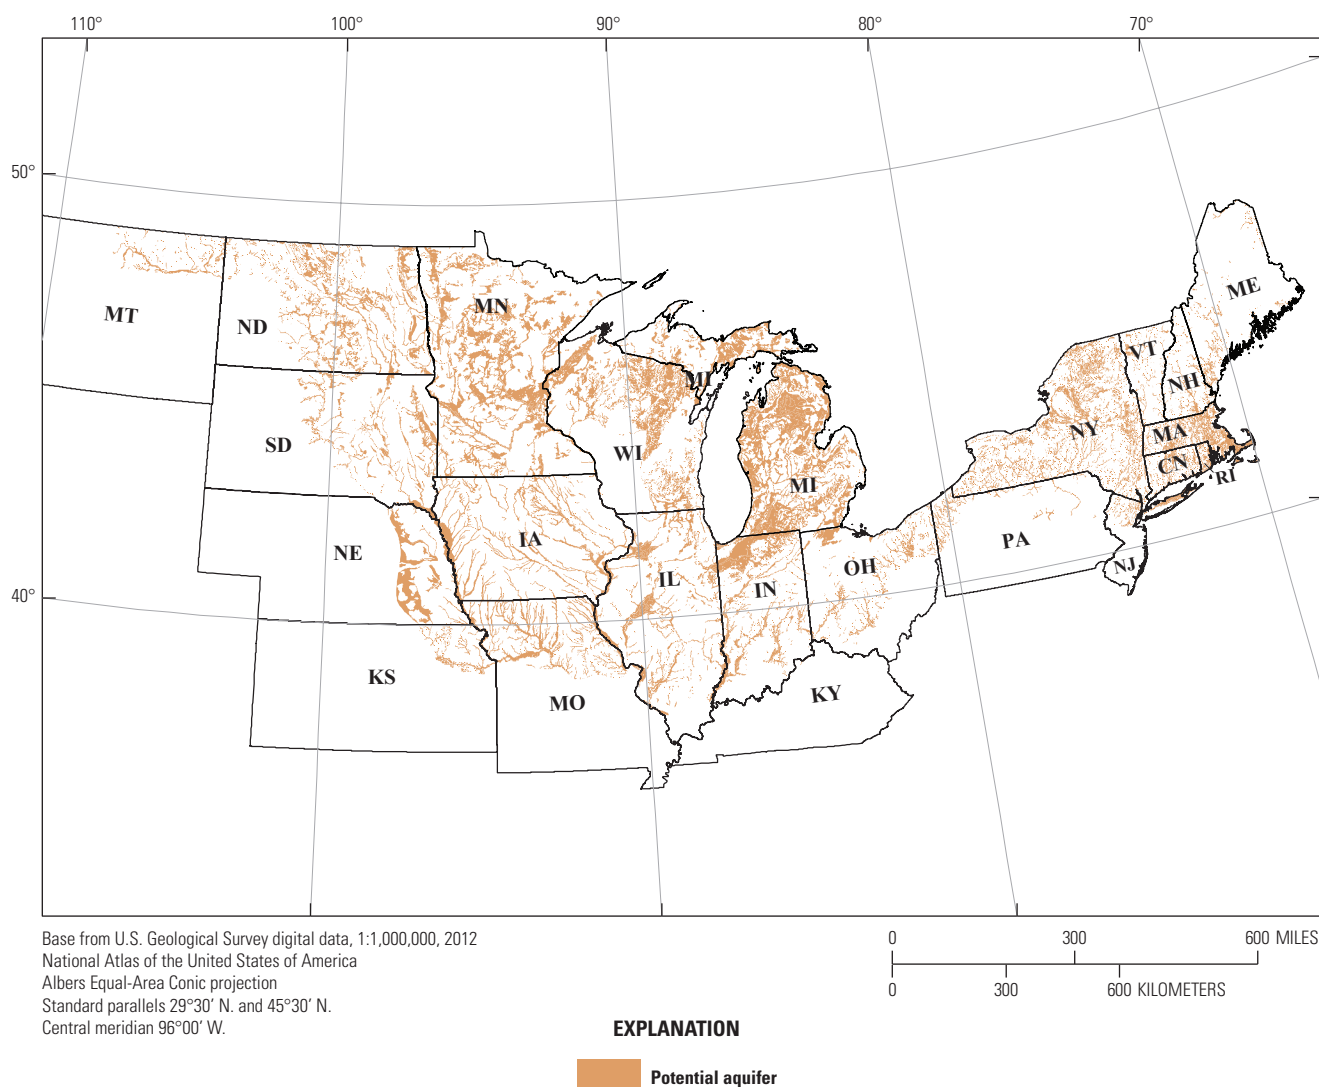 110°
100°
90°
80°
70°
50°
40°
MT
ND
MN
SD
WI
MI
MI
NE
IA
IL
IN
OH
KS
MO
KY
PA
NJ
NY
VT
NH
ME
MA
CN
RI
Base from U.S. Geological Survey digital data, 1:1,000,000, 2012
National Atlas of the United States of America
Albers Equal-Area Conic projection
Standard parallels 29°30′ N. and 45°30′ N.
Central meridian 96°00′ W.
0 300 600 MILES
0 300 600 KILOMETERS
EXPLANATION
Potential aquifer